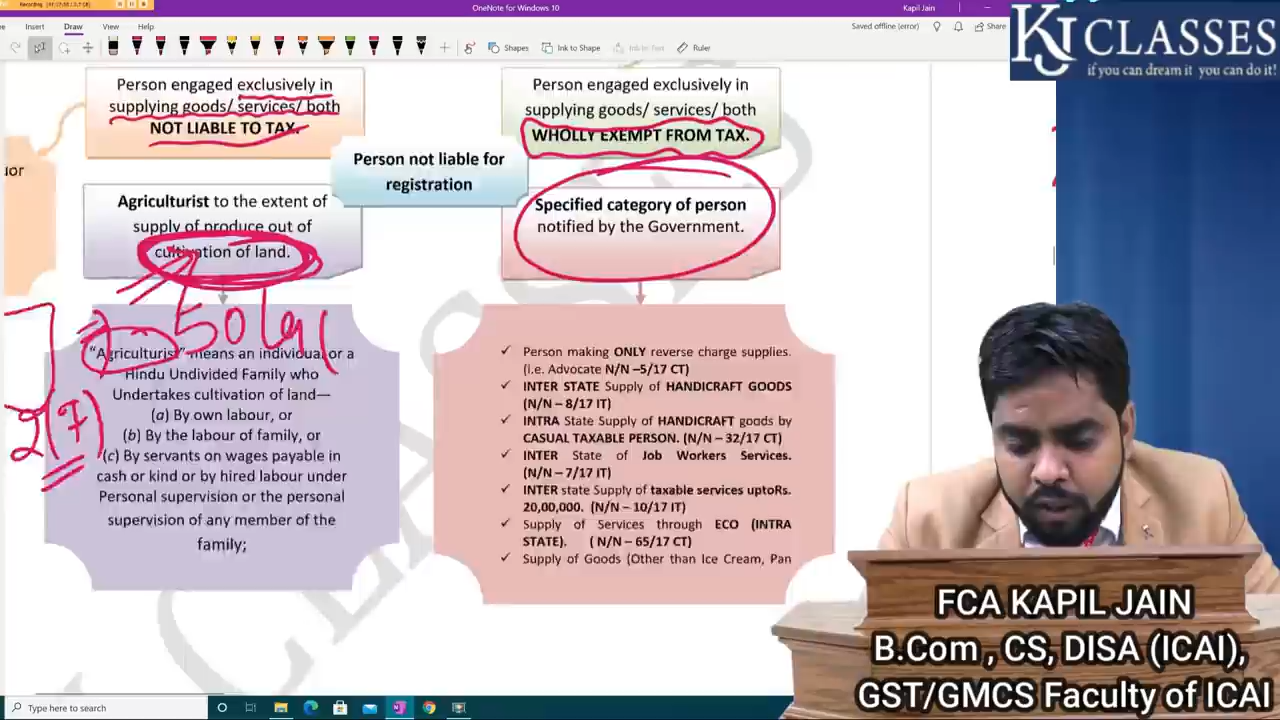 OneNote for Windows 10
Kapil Jain
Insert
Draw
View
Help
Saved offline (error)
Share
Shapes
Ink to Shape
Ink to Text
Ruler
KJ CLASSES
if you can dream it you can do it!
Person engaged exclusively in
supplying goods/ services/ both
NOT LIABLE TO TAX.
Person engaged exclusively in
supplying goods/ services/ both
WHOLLY EXEMPT FROM TAX.
Person not liable for
registration
Agriculturist to the extent of
supply of produce out of
cultivation of land.
Specified category of person
notified by the Government.
50 lac
2(7)
"Agriculturist" means an individual or a
Hindu Undivided Family who
Undertakes cultivation of land—
(a) By own labour, or
(b) By the labour of family, or
(c) By servants on wages payable in
cash or kind or by hired labour under
Personal supervision or the personal
supervision of any member of the
family;
✓ Person making ONLY reverse charge supplies.
(i.e. Advocate N/N –5/17 CT)
✓ INTER STATE Supply of HANDICRAFT GOODS
(N/N – 8/17 IT)
✓ INTRA State Supply of HANDICRAFT goods by
CASUAL TAXABLE PERSON. (N/N – 32/17 CT)
✓ INTER State of Job Workers Services.
(N/N – 7/17 IT)
✓ INTER state Supply of taxable services uptoRs.
20,00,000. (N/N – 10/17 IT)
✓ Supply of Services through ECO (INTRA
STATE). ( N/N – 65/17 CT)
✓ Supply of Goods (Other than Ice Cream, Pan
CLASSES
FCA KAPIL JAIN
B.Com , CS, DISA (ICAI),
GST/GMCS Faculty of ICAI
Type here to search